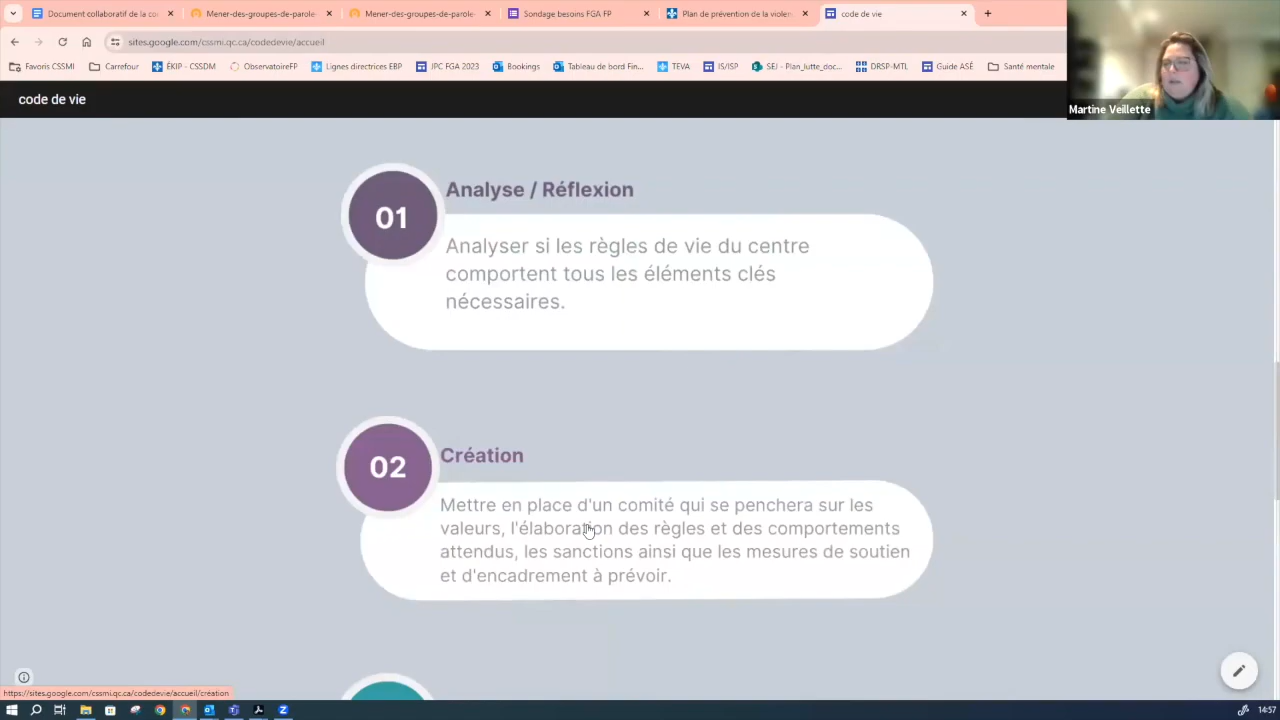 Document collaboratif de la co
Mener-des-groupes-de-parole-
Mener-des-groupes-de-parole-
Sondage besoins FGA FP
Plan de prévention de la violen
code de vie
sites.google.com/cssmi.qc.ca/codedevie/accueil
Favoris CSSMI
Carrefour
ÉKIP - CSSDM
ObservatoireFP
Lignes directrices EBP
JPC FGA 2023
Bookings
Tableau de bord Fin...
TEVA
IS/ISP
SEJ - Plan_lutte_doc...
DRSP-MTL
Guide ASÉ
Santé mentale
Martine Veillette
code de vie
01
Analyse / Réflexion
Analyser si les règles de vie du centre
comportent tous les éléments clés
nécessaires.
02
Création
Mettre en place d'un comité qui se penchera sur les
valeurs, l'élaboration des règles et des comportements
attendus, les sanctions ainsi que les mesures de soutien
et d'encadrement à prévoir.
https://sites.google.com/cssmi.qc.ca/codedevie/accueil/création
14:57